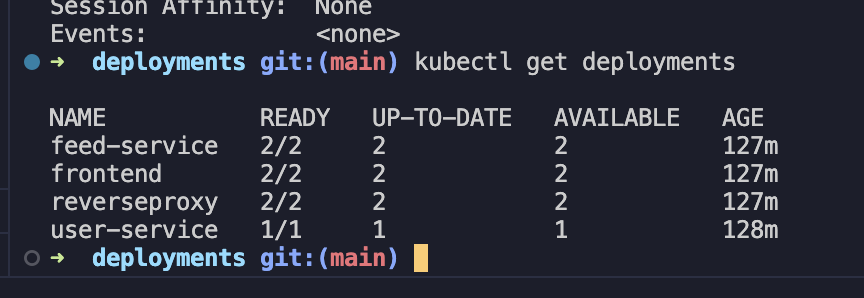 Session Affinity:  None
Events:            <none>
➜  deployments git:(main) kubectl get deployments
NAME           READY   UP-TO-DATE   AVAILABLE   AGE
feed-service   2/2     2            2           127m
frontend       2/2     2            2           127m
reverseproxy   2/2     2            2           127m
user-service   1/1     1            1           128m
➜  deployments git:(main)